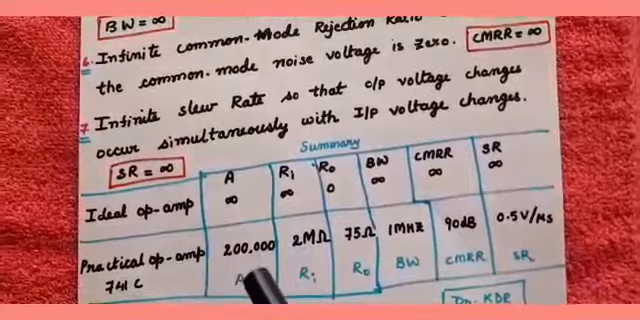 BW = ∞
6. Infinite common-Mode Rejection Ratio
the common-mode noise voltage is zero. CMRR = ∞
7. Infinite slew Rate so that o/p voltage changes
occur simultaneously with I/p voltage changes.
SR = ∞
Summary
A Ri Ro BW CMRR SR
Ideal op-amp ∞ ∞ 0 ∞ ∞ ∞
Practical op-amp 200,000 2MΩ 75Ω 1MHz 90dB 0.5V/μs
741 C A Ri Ro BW CMRR SR
Dr. KDR